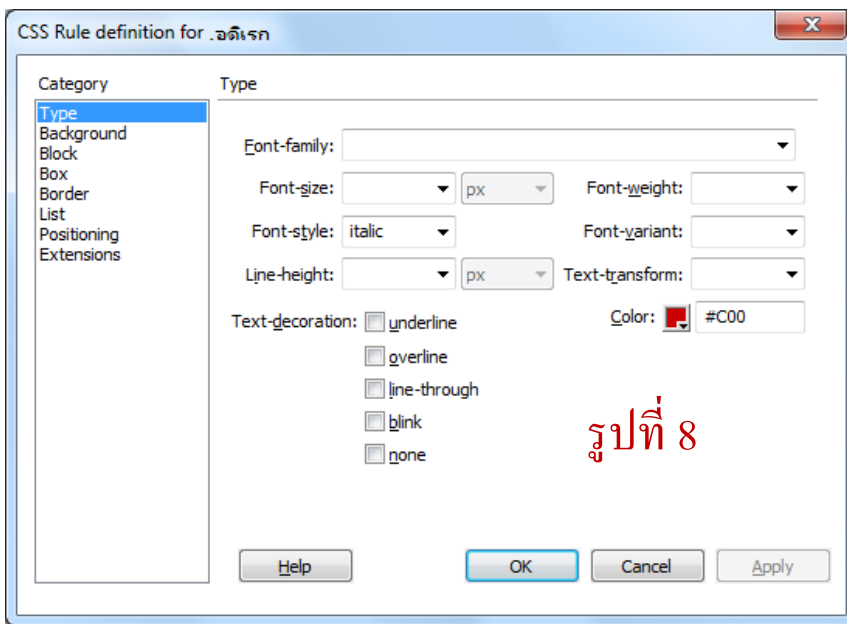 CSS Rule definition for .อดิเรก
Category
Type
Type
Background
Block
Box
Border
List
Positioning
Extensions
Font-family:
Font-size: px Font-weight:
Font-style: italic Font-variant:
Line-height: px Text-transform:
Text-decoration: underline Color: #C00
overline
line-through
blink
none
รูปที่ 8
Help OK Cancel Apply